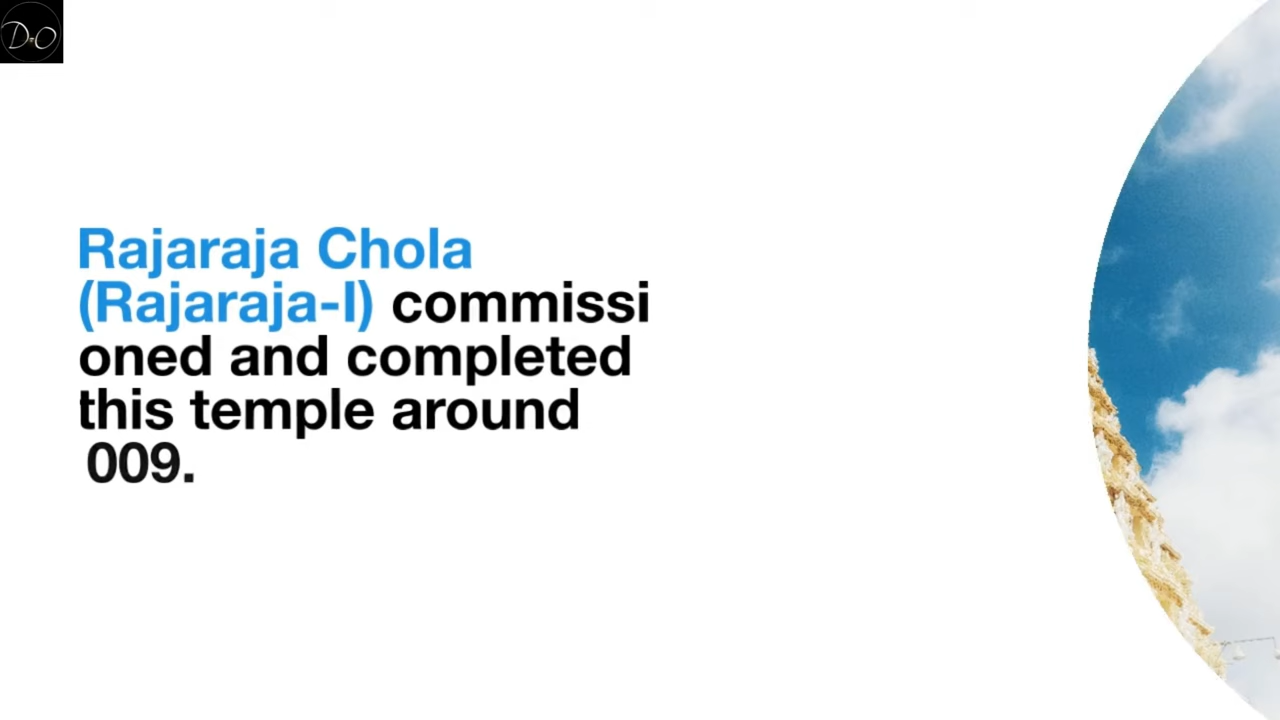 D&O
Rajaraja Chola
(Rajaraja-I) commissi
oned and completed
this temple around
009.